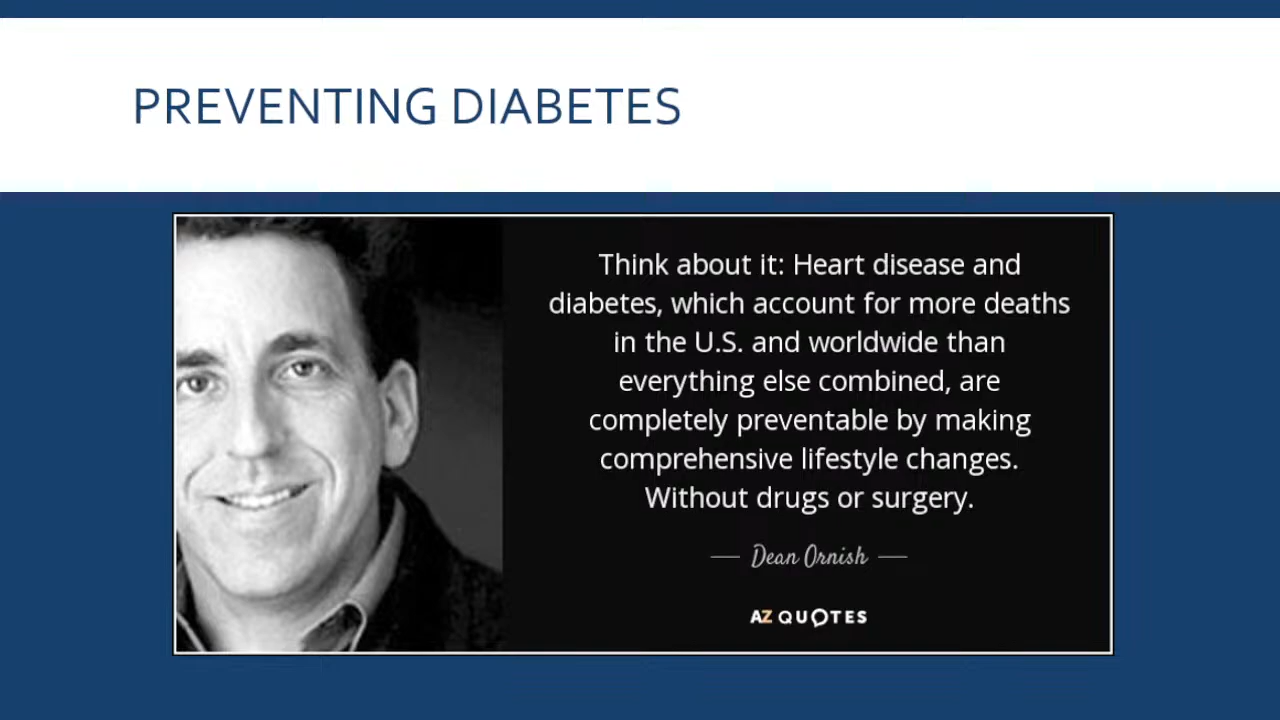 PREVENTING DIABETES
Think about it: Heart disease and
diabetes, which account for more deaths
in the U.S. and worldwide than
everything else combined, are
completely preventable by making
comprehensive lifestyle changes.
Without drugs or surgery.
Dean Ornish
AZ QUOTES